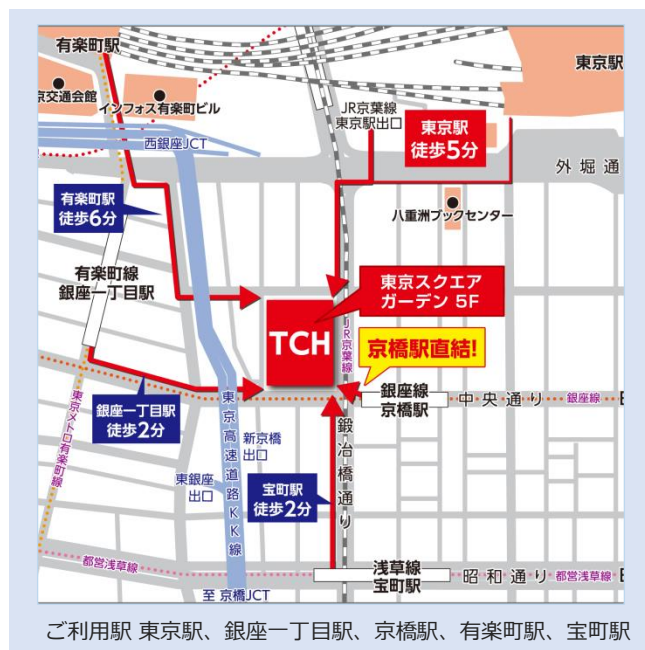 有楽町駅
東京駅
京交通会館
インフォス有楽町ビル
JR京葉線
東京駅出口
東京駅
徒歩5分
西銀座JCT
外堀通
有楽町駅
徒歩6分
八重洲ブックセンター
有楽町線
銀座一丁目駅
東京スクエア
ガーデン 5F
TCH
JR京葉線
京橋駅直結!
銀座線
京橋駅
中央通り
銀座線
銀座一丁目駅
徒歩2分
東京メトロ有楽町線
東京高速道路KK線
新京橋
出口
鍛冶橋通り
東銀座
出口
宝町駅
徒歩2分
都営浅草線
浅草線
宝町駅
昭和通り
都営浅草線
至 京橋JCT
ご利用駅 東京駅、銀座一丁目駅、京橋駅、有楽町駅、宝町駅